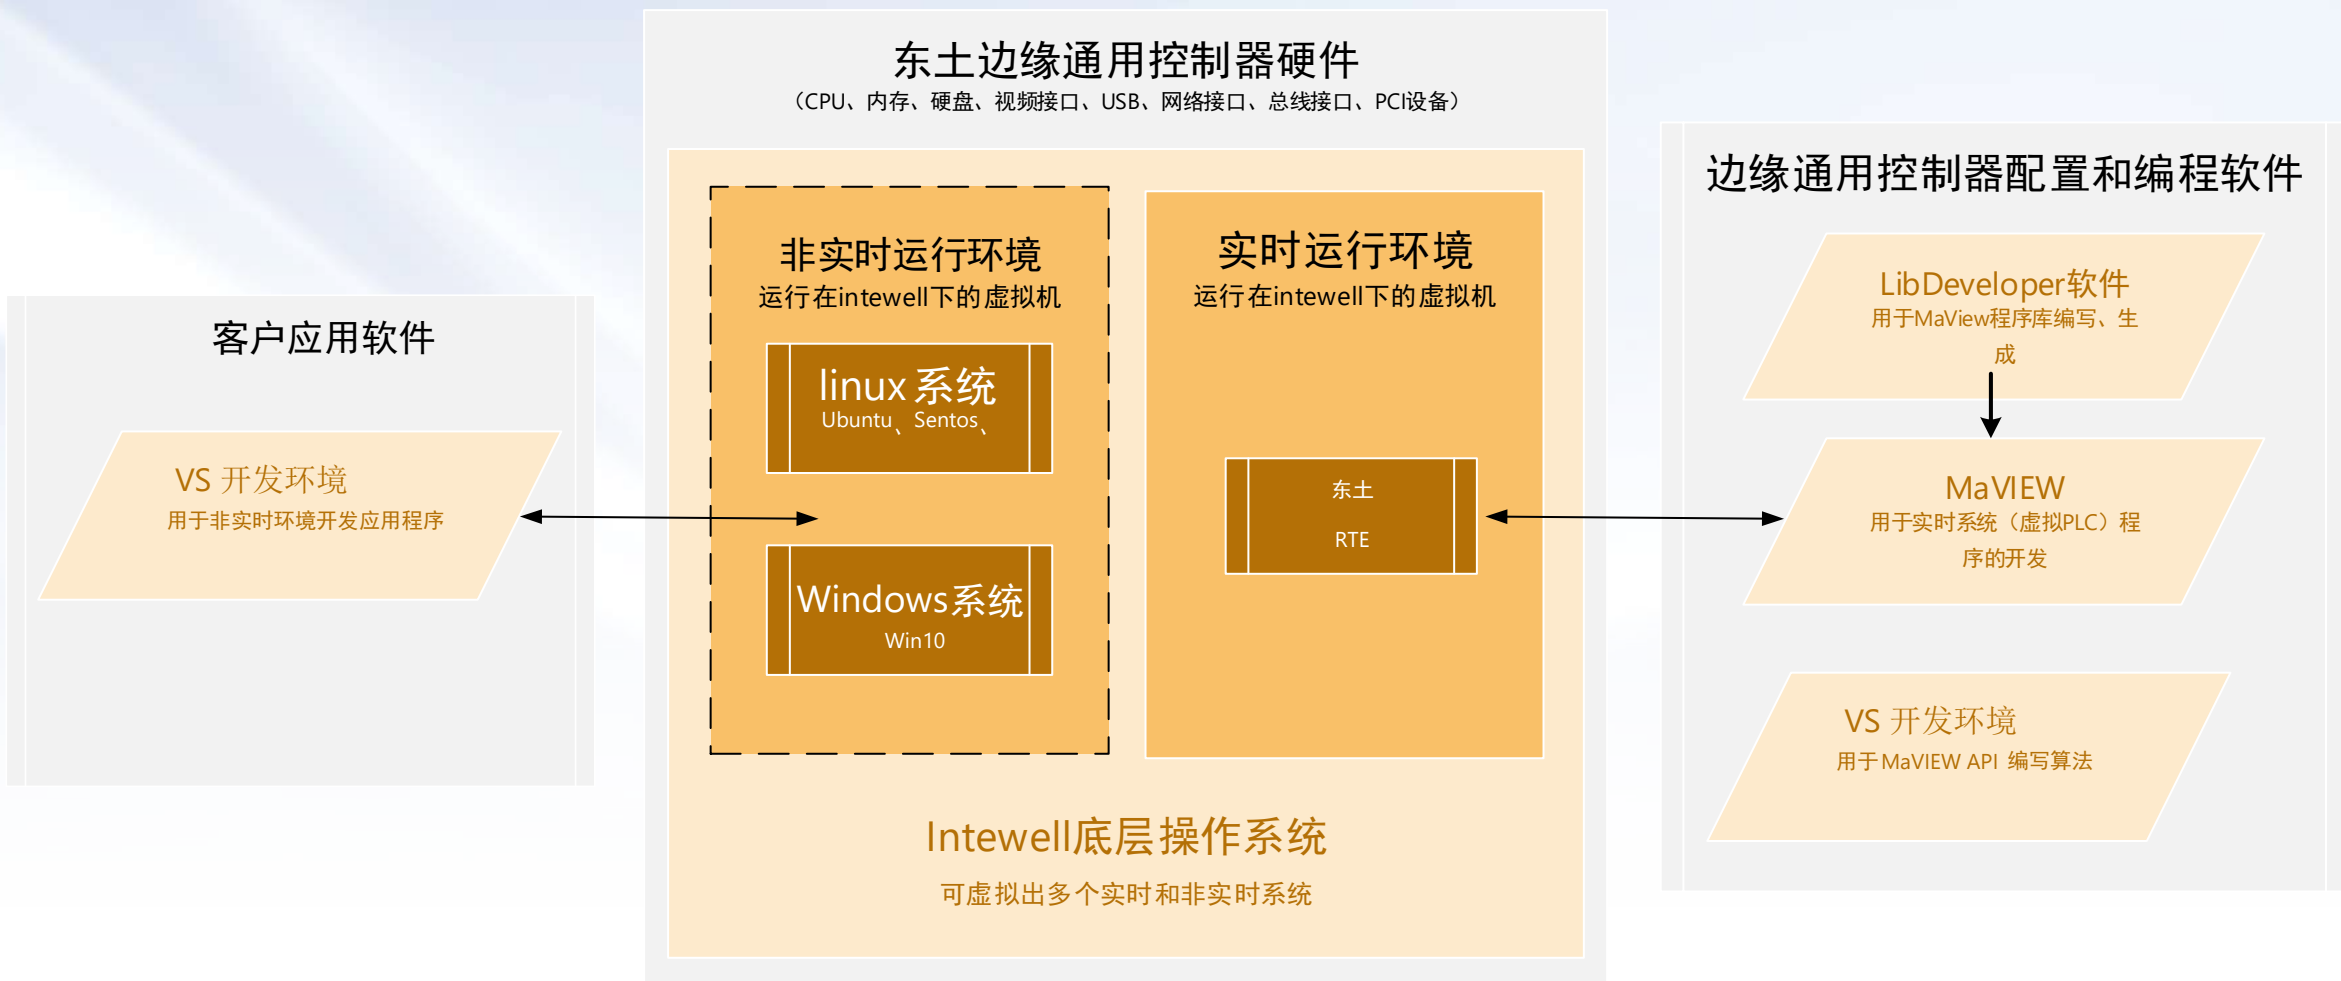 东土边缘通用控制器硬件
（CPU、内存、硬盘、视频接口、USB、网络接口、总线接口、PCI设备）
客户应用软件
VS 开发环境
用于非实时环境开发应用程序
非实时运行环境
运行在intewell下的虚拟机
linux 系统
Ubuntu、Sentos、
Windows系统
Win10
实时运行环境
运行在intewell下的虚拟机
东土
RTE
Intewell底层操作系统
可虚拟出多个实时和非实时系统
边缘通用控制器配置和编程软件
LibDeveloper软件
用于MaView程序库编写、生
成
MaVIEW
用于实时系统（虚拟PLC）程
序的开发
VS 开发环境
用于MaVIEW API 编写算法